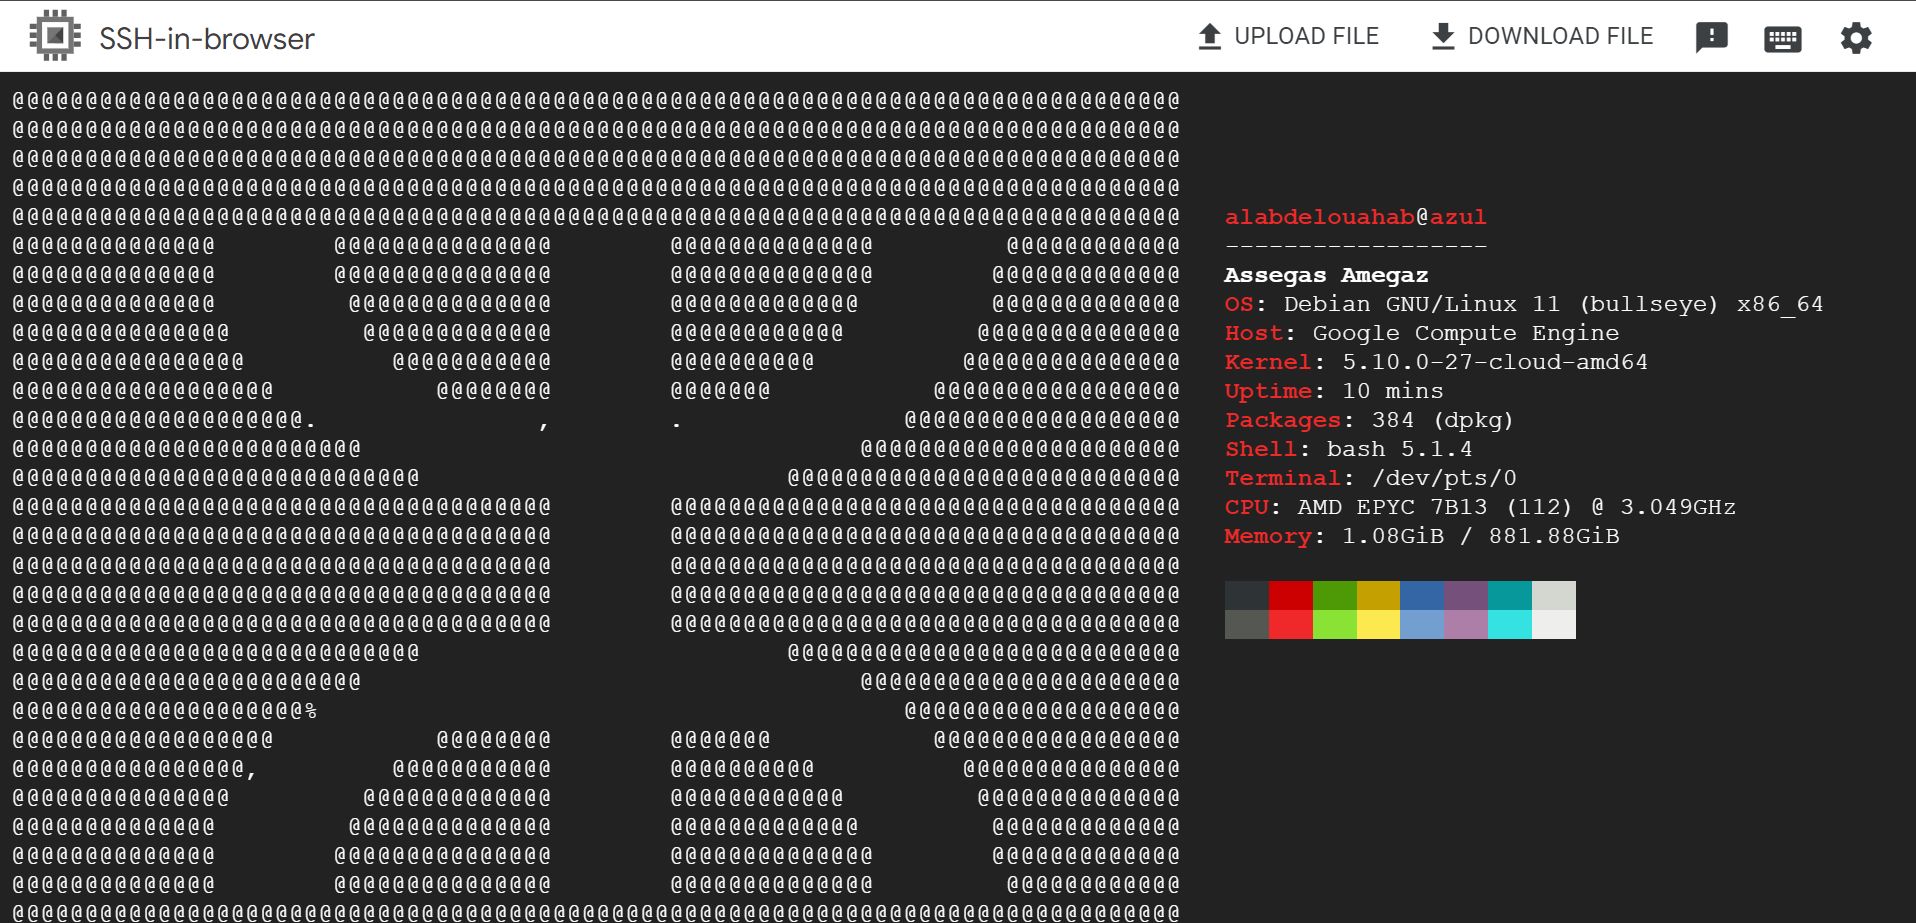 SSH-in-browser
UPLOAD FILE
DOWNLOAD FILE
alabdelouahab@azul
------------------
Assegas Amegaz
OS: Debian GNU/Linux 11 (bullseye) x86_64
Host: Google Compute Engine
Kernel: 5.10.0-27-cloud-amd64
Uptime: 10 mins
Packages: 384 (dpkg)
Shell: bash 5.1.4
Terminal: /dev/pts/0
CPU: AMD EPYC 7B13 (112) @ 3.049GHz
Memory: 1.08GiB / 881.88GiB